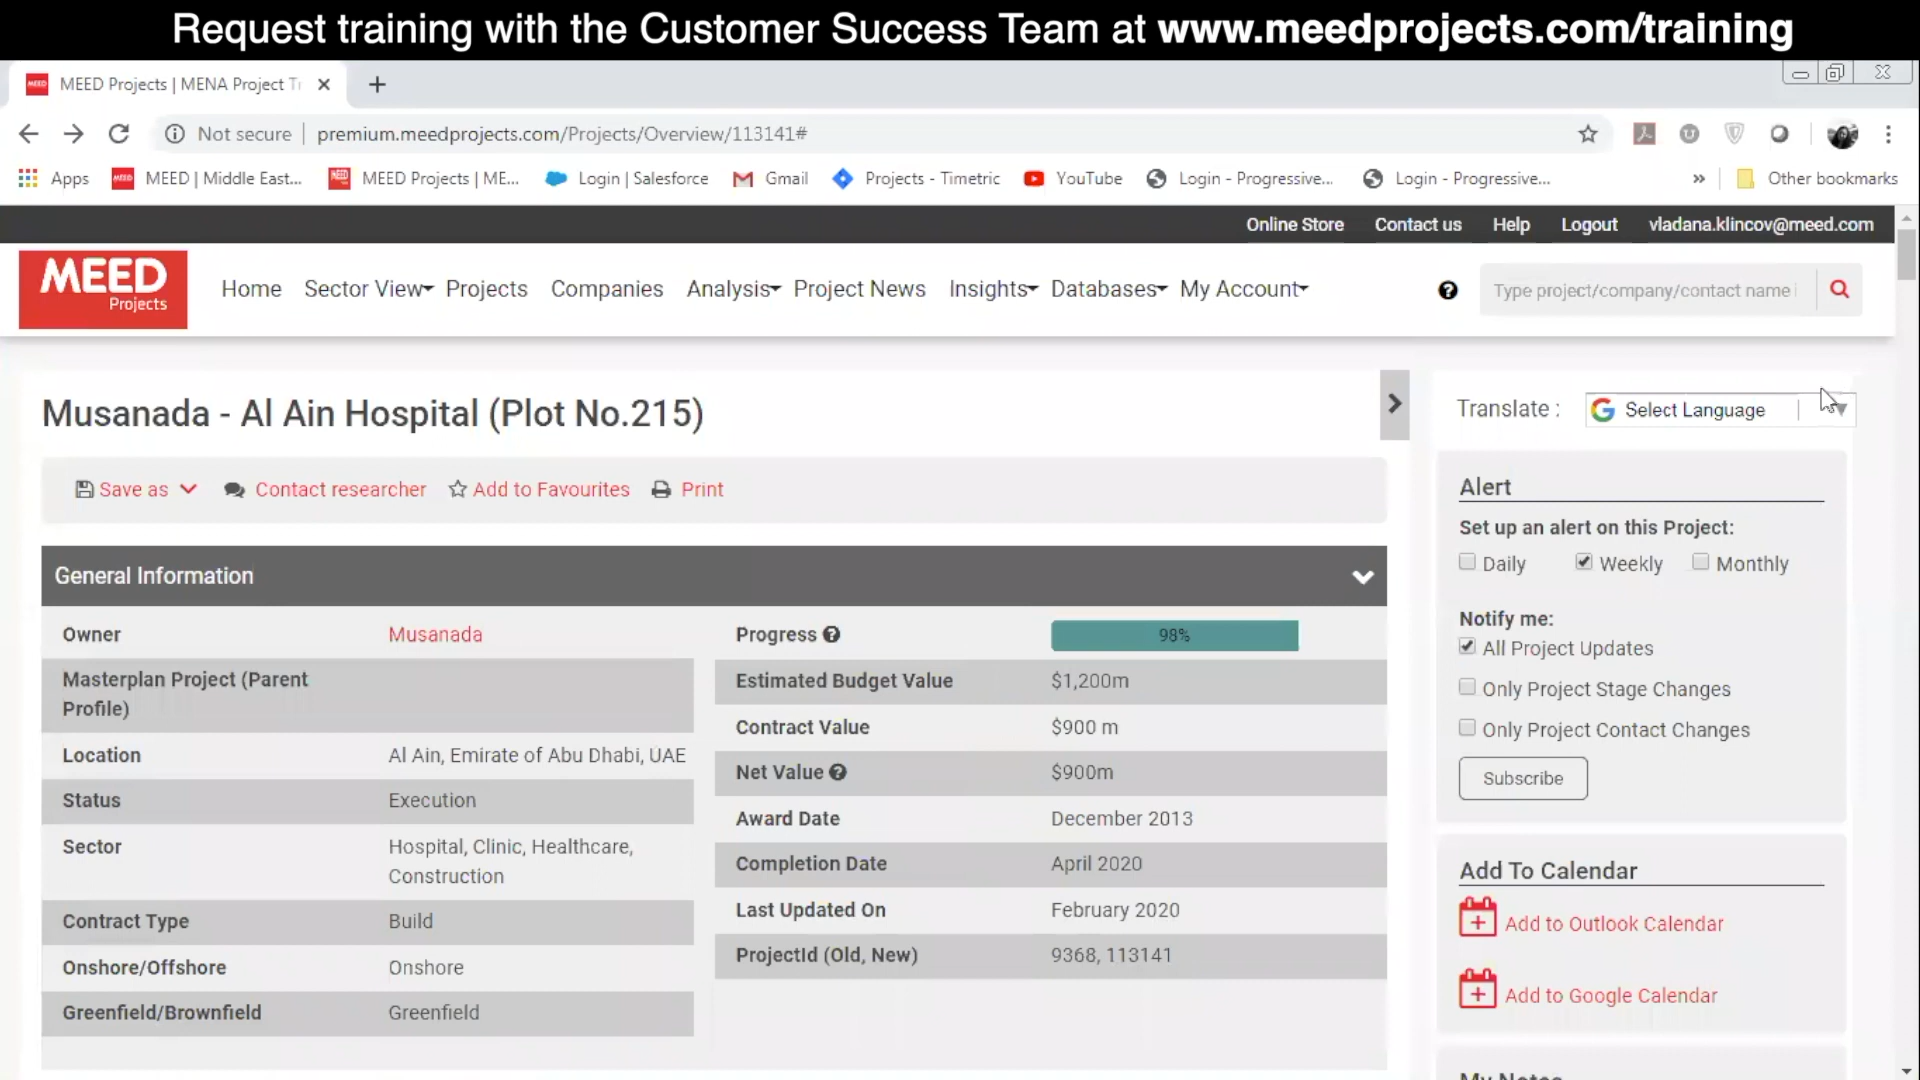 Request training with the Customer Success Team at www.meedprojects.com/training
MEED Projects | MENA Project Tr
Not secure | premium.meedprojects.com/Projects/Overview/113141#
Apps MEED | Middle East... MEED Projects | ME... Login | Salesforce Gmail Projects - Timetric YouTube Login - Progressive... Login - Progressive... » Other bookmarks
Online Store Contact us Help Logout vladana.klincov@meed.com
MEED
Projects
Home Sector View Projects Companies Analysis Project News Insights Databases My Account
Type project/company/contact name
Musanada - Al Ain Hospital (Plot No.215)
Translate : Select Language
Save as Contact researcher Add to Favourites Print
General Information
Owner Musanada
Masterplan Project (Parent
Profile)
Location Al Ain, Emirate of Abu Dhabi, UAE
Status Execution
Sector Hospital, Clinic, Healthcare,
Construction
Contract Type Build
Onshore/Offshore Onshore
Greenfield/Brownfield Greenfield
Progress 98%
Estimated Budget Value $1,200m
Contract Value $900 m
Net Value $900m
Award Date December 2013
Completion Date April 2020
Last Updated On February 2020
ProjectId (Old, New) 9368, 113141
Alert
Set up an alert on this Project:
Daily Weekly Monthly
Notify me:
All Project Updates
Only Project Stage Changes
Only Project Contact Changes
Subscribe
Add To Calendar
Add to Outlook Calendar
Add to Google Calendar
My Notes